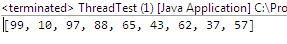 <terminated> ThreadTest (1) [Java Application] C:\Pro
[99, 10, 97, 88, 65, 43, 62, 37, 57]